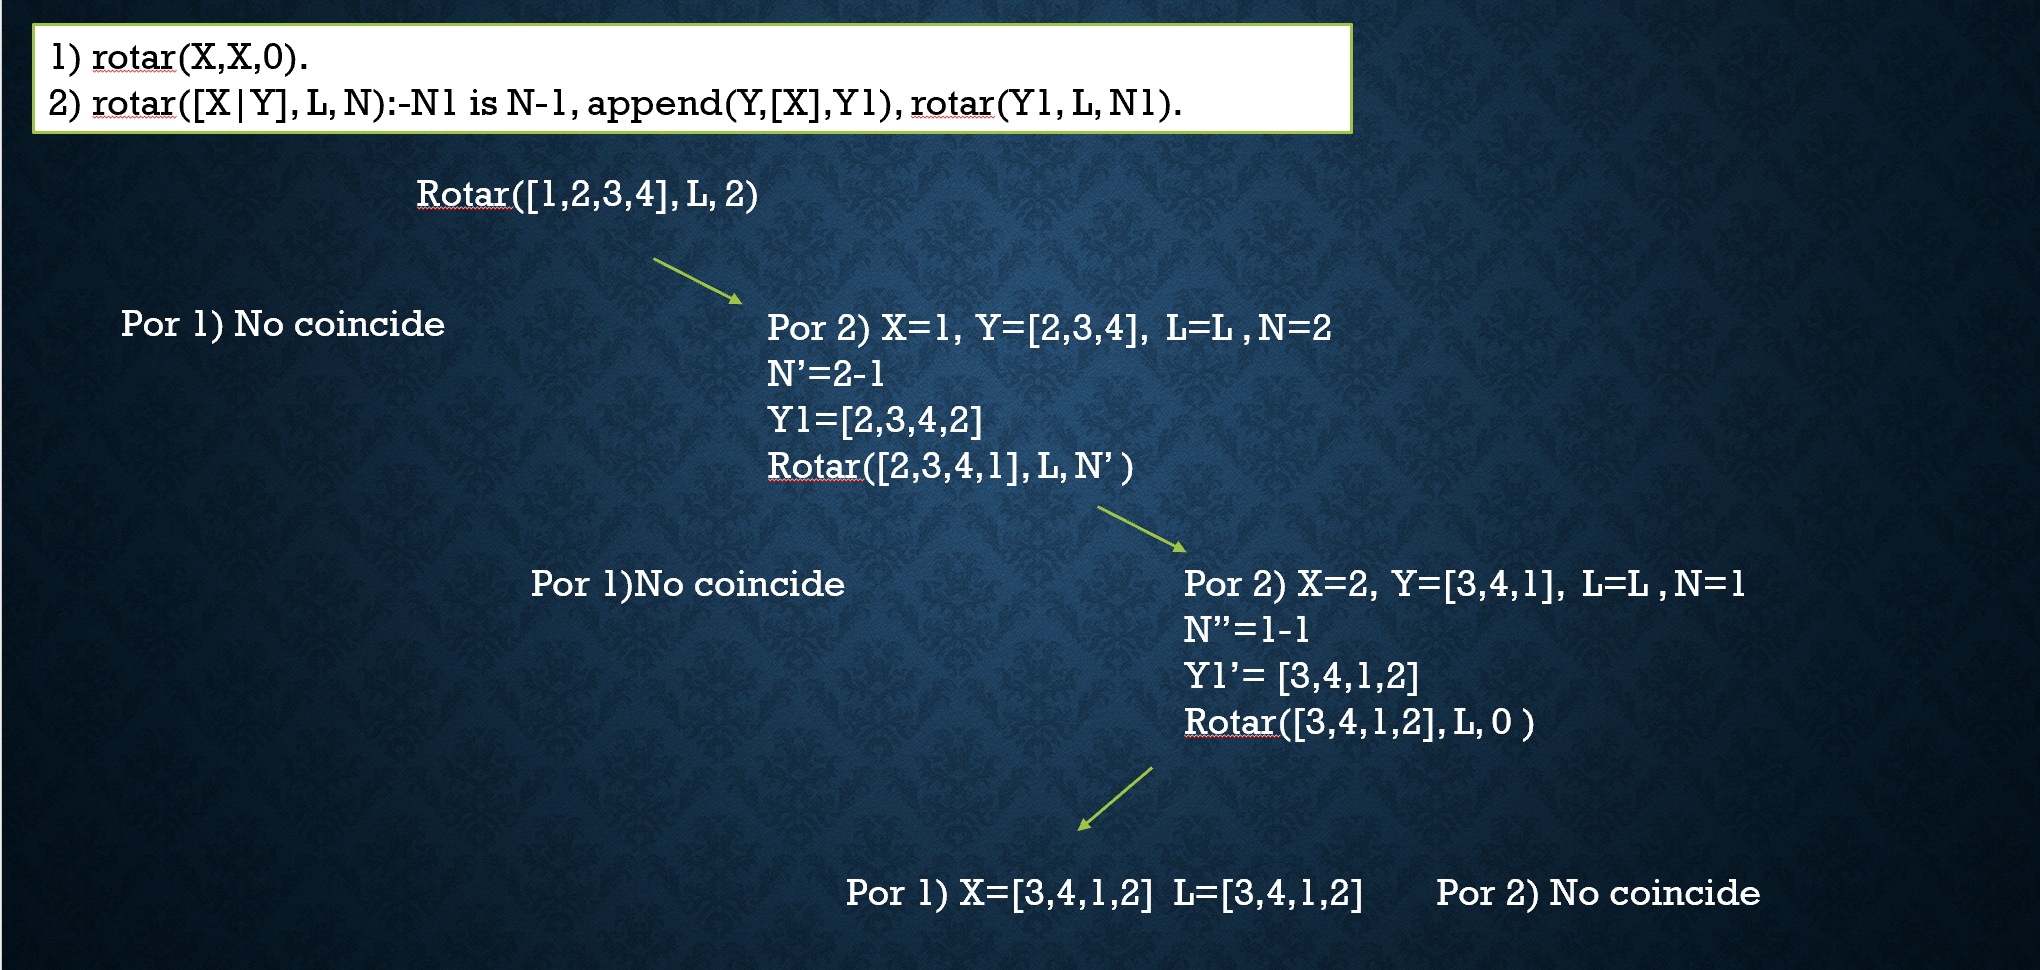 1) rotar(X,X,0).
2) rotar([X|Y], L, N):-N1 is N-1, append(Y,[X],Y1), rotar(Y1, L, N1).
Rotar([1,2,3,4], L, 2)
Por 1) No coincide
Por 2) X=1, Y=[2,3,4], L=L , N=2
N’=2-1
Y1=[2,3,4,2]
Rotar([2,3,4,1], L, N’ )
Por 1)No coincide
Por 2) X=2, Y=[3,4,1], L=L , N=1
N’’=1-1
Y1’= [3,4,1,2]
Rotar([3,4,1,2], L, 0 )
Por 1) X=[3,4,1,2] L=[3,4,1,2]
Por 2) No coincide